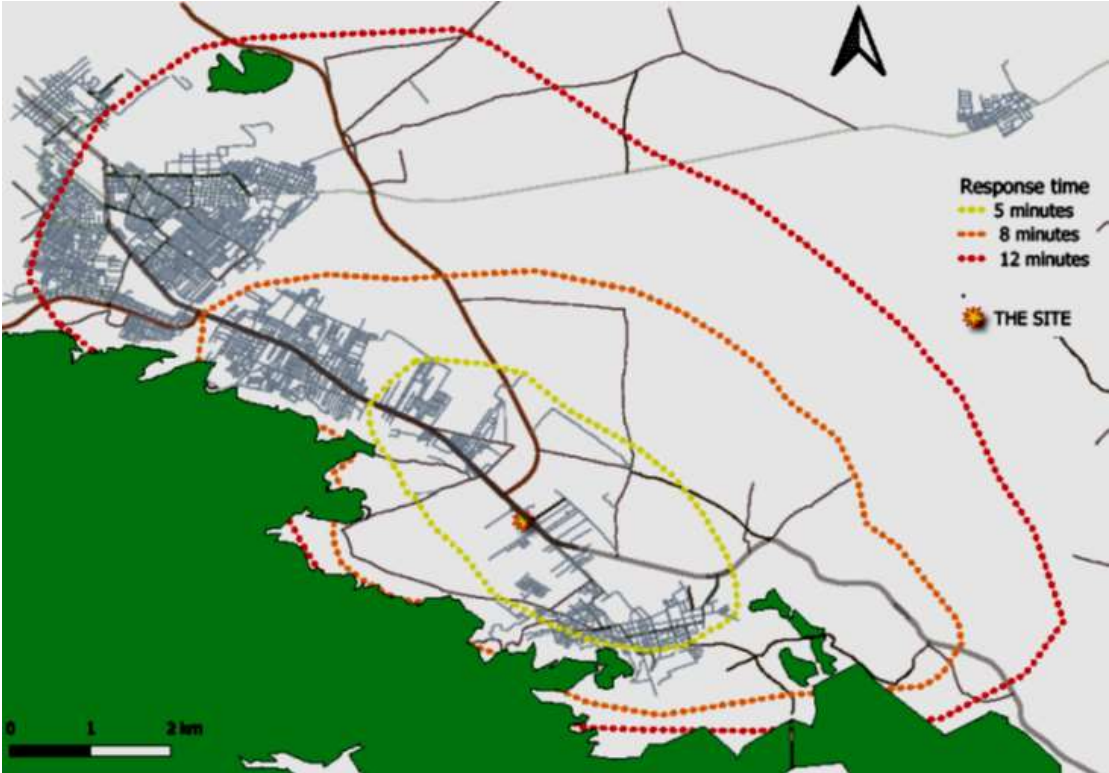 Response time
5 minutes
8 minutes
12 minutes
THE SITE
0 1 2 km